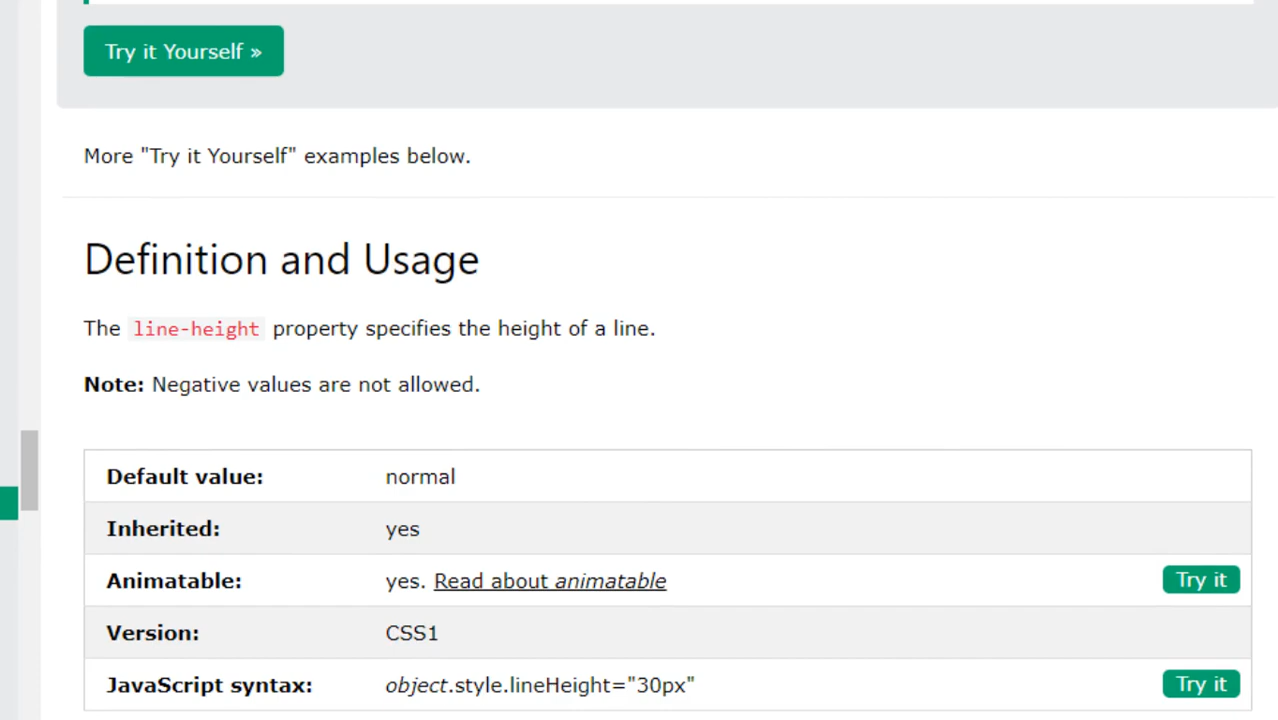 Try it Yourself »
More "Try it Yourself" examples below.
Definition and Usage
The line-height property specifies the height of a line.
Note: Negative values are not allowed.
Default value: normal
Inherited: yes
Animatable: yes. Read about animatable Try it
Version: CSS1
JavaScript syntax: object.style.lineHeight="30px" Try it